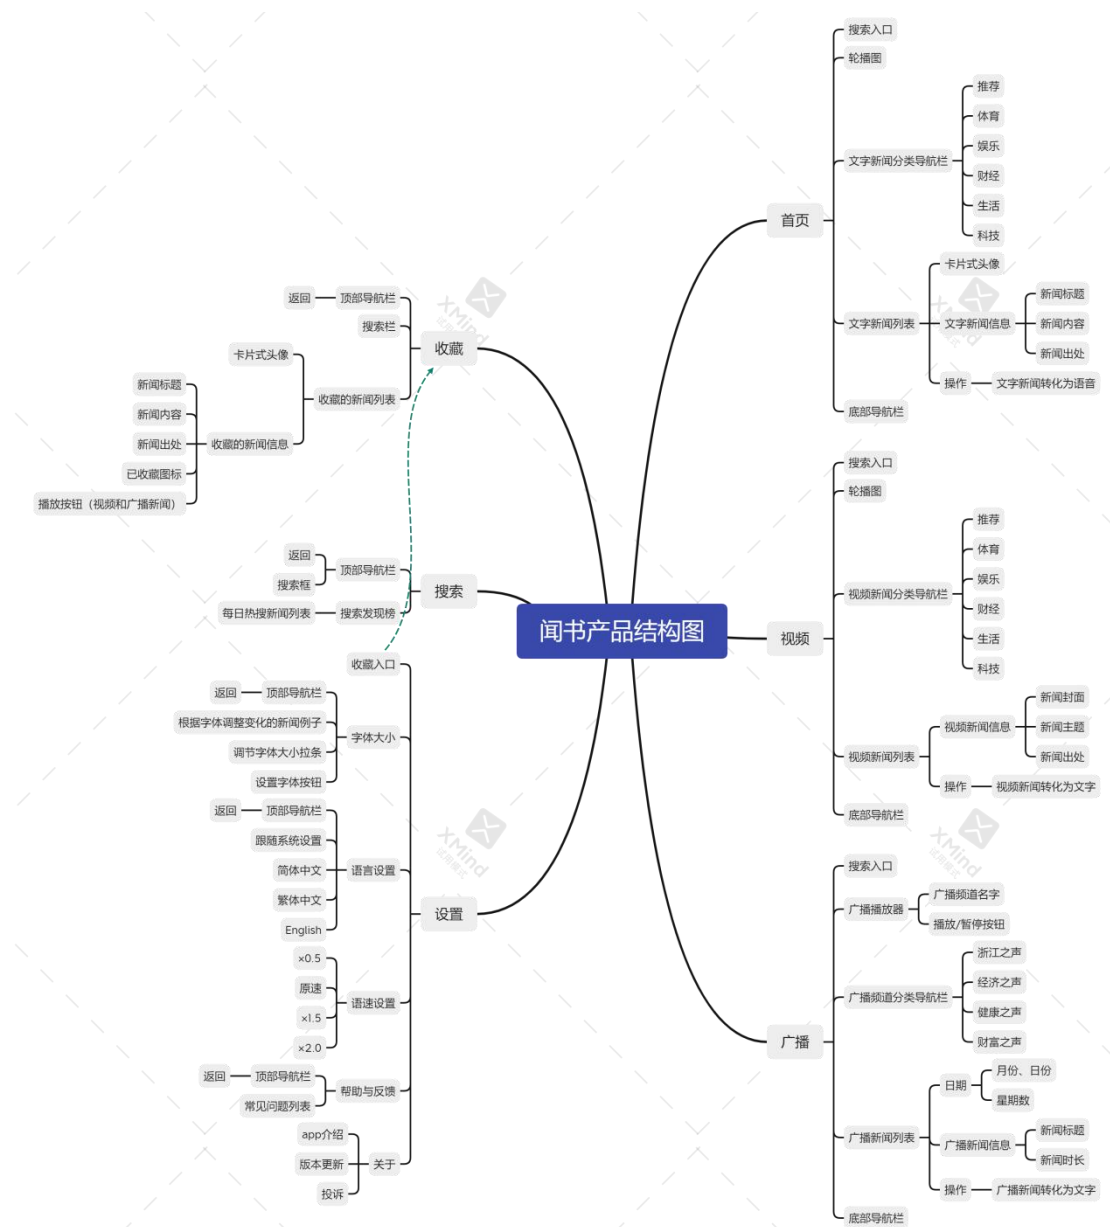 闻书产品结构图
首页
搜索入口
轮播图
文字新闻分类导航栏
推荐
体育
娱乐
财经
生活
科技
文字新闻列表
卡片式头像
文字新闻信息
新闻标题
新闻内容
新闻出处
操作
文字新闻转化为语音
底部导航栏
视频
搜索入口
轮播图
视频新闻分类导航栏
推荐
体育
娱乐
财经
生活
科技
视频新闻列表
视频新闻信息
新闻封面
新闻主题
新闻出处
操作
视频新闻转化为文字
底部导航栏
广播
搜索入口
广播播放器
广播频道名字
播放/暂停按钮
广播频道分类导航栏
浙江之声
经济之声
健康之声
财富之声
广播新闻列表
日期
月份、日份
星期数
广播新闻信息
新闻标题
新闻时长
操作
广播新闻转化为文字
底部导航栏
收藏
顶部导航栏
返回
搜索栏
收藏的新闻列表
卡片式头像
收藏的新闻信息
新闻标题
新闻内容
新闻出处
已收藏图标
播放按钮（视频和广播新闻）
搜索
顶部导航栏
返回
搜索框
搜索发现榜
每日热搜新闻列表
设置
收藏入口
字体大小
顶部导航栏
返回
根据字体调整变化的新闻例子
调节字体大小拉条
设置字体按钮
语言设置
顶部导航栏
返回
跟随系统设置
简体中文
繁体中文
English
语速设置
×0.5
原速
×1.5
×2.0
帮助与反馈
顶部导航栏
返回
常见问题列表
关于
app介绍
版本更新
投诉
XMind
试用模式
XMind
试用模式
XMind
试用模式
XMind
试用模式